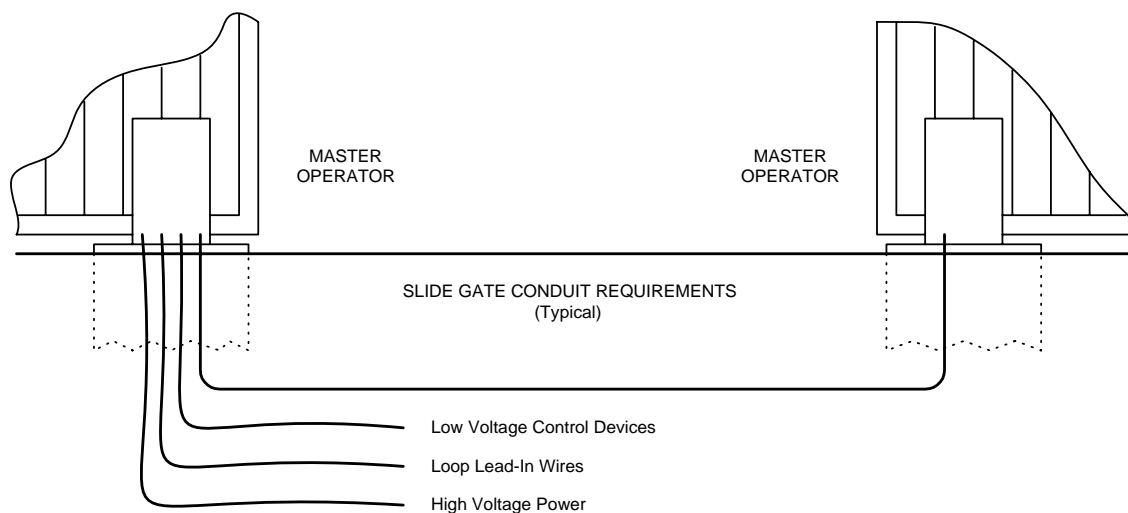 MASTER
OPERATOR
MASTER
OPERATOR
SLIDE GATE CONDUIT REQUIREMENTS
(Typical)
Low Voltage Control Devices
Loop Lead-In Wires
High Voltage Power